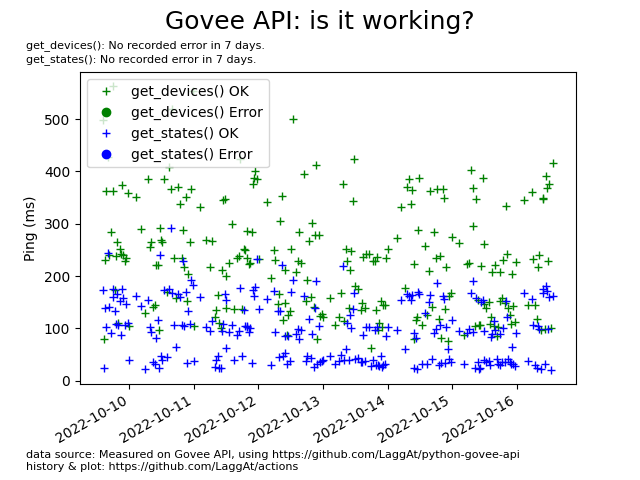 Govee API: is it working?
get_devices(): No recorded error in 7 days.
get_states(): No recorded error in 7 days.
get_devices() OK
get_devices() Error
get_states() OK
get_states() Error
Ping (ms)
500
400
300
200
100
0
2022-10-10
2022-10-11
2022-10-12
2022-10-13
2022-10-14
2022-10-15
2022-10-16
data source: Measured on Govee API, using https://github.com/LaggAt/python-govee-api
history & plot: https://github.com/LaggAt/actions